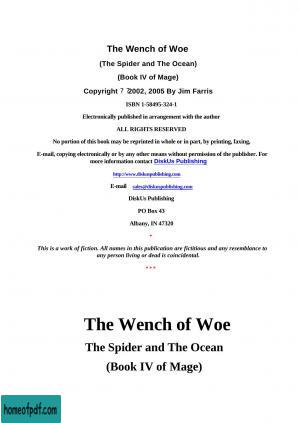 The Wench of Woe
(The Spider and The Ocean)
(Book IV of Mage)
Copyright ? ?2002, 2005 By Jim Farris
ISBN 1-58495-324-1
Electronically published in arrangement with the author
ALL RIGHTS RESERVED
No portion of this book may be reprinted in whole or in part, by printing, faxing,
E-mail, copying electronically or by any other means without permission of the publisher. For
more information contact DiskUs Publishing
http://www.diskuspublishing.com
E-mail sales@diskuspublishing.com
DiskUs Publishing
PO Box 43
Albany, IN 47320
*
This is a work of fiction. All names in this publication are fictitious and any resemblance to
any person living or dead is coincidental.
* * *
The Wench of Woe
The Spider and The Ocean
(Book IV of Mage)
homeofpdf.com